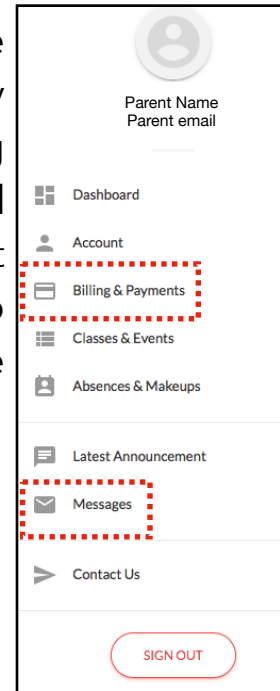 Parent Name
Parent email
Dashboard
Account
Billing & Payments
Classes & Events
Absences & Makeups
Latest Announcement
Messages
Contact Us
SIGN OUT